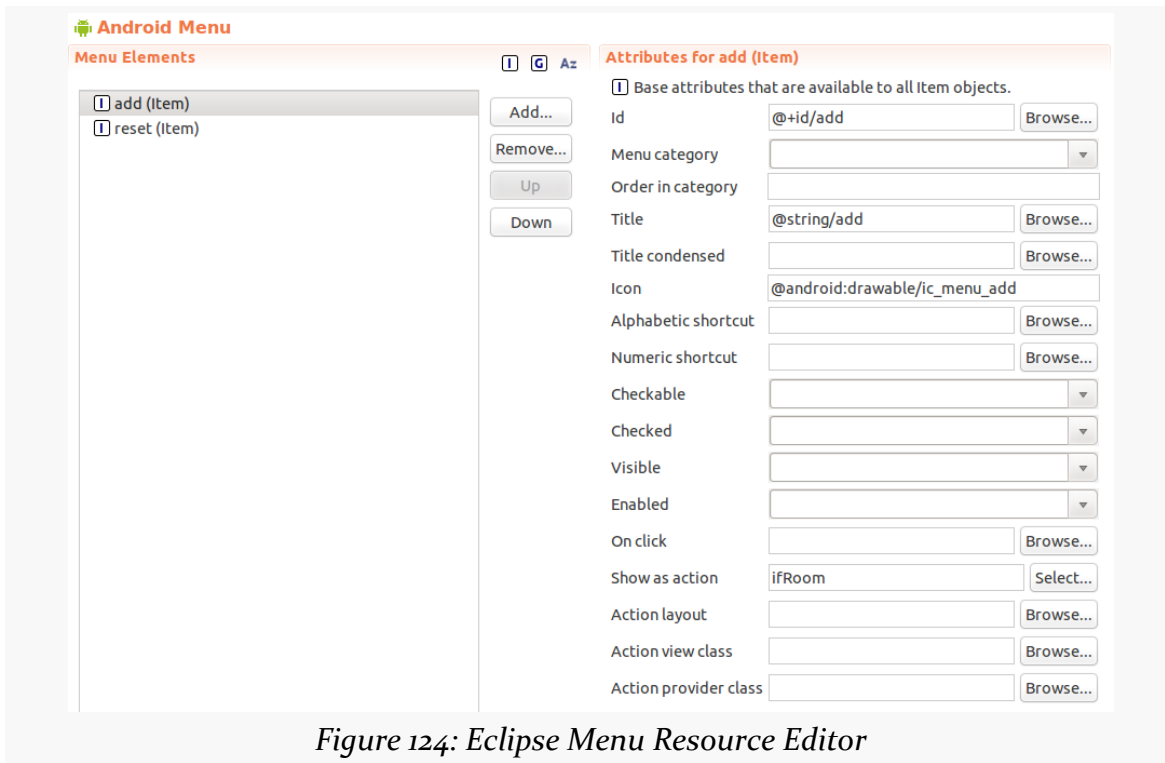 Android Menu
Menu Elements
I G Az
I add (Item)
I reset (Item)
Add...
Remove...
Up
Down
Attributes for add (Item)
I Base attributes that are available to all Item objects.
Id @+id/add Browse...
Menu category
Order in category
Title @string/add Browse...
Title condensed Browse...
Icon @android:drawable/ic_menu_add
Alphabetic shortcut Browse...
Numeric shortcut Browse...
Checkable
Checked
Visible
Enabled
On click Browse...
Show as action ifRoom Select...
Action layout Browse...
Action view class Browse...
Action provider class Browse...
Figure 124: Eclipse Menu Resource Editor